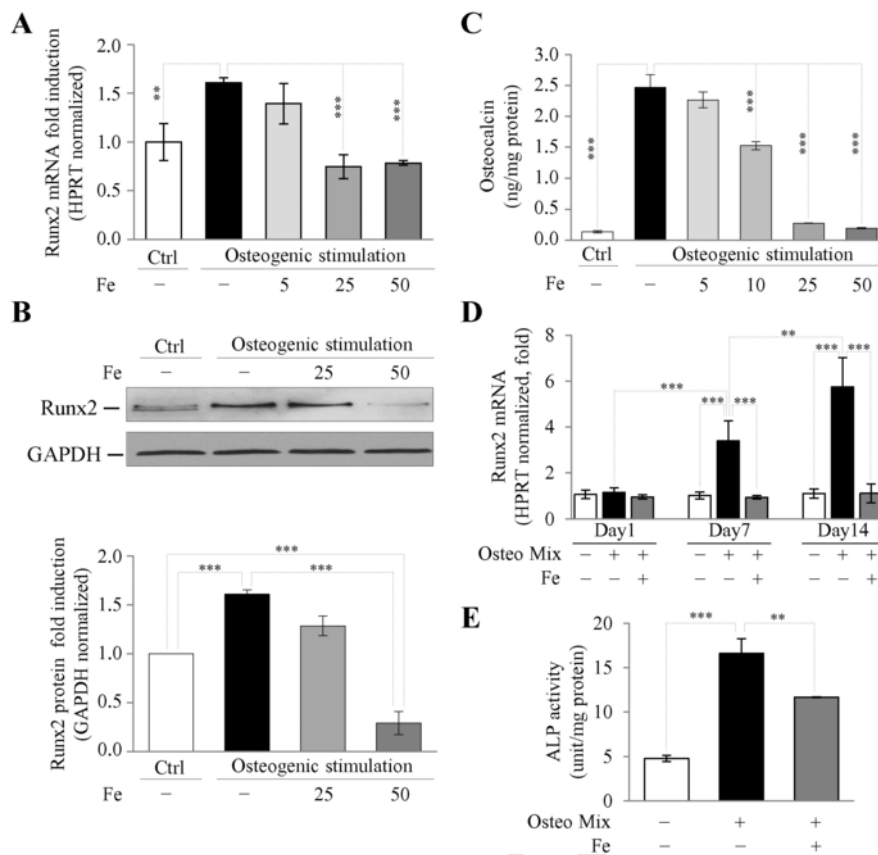 A
Runx2 mRNA fold induction
(HPRT normalized)
2.0
1.5
1.0
0.5
0.0
** *** ***
Ctrl Osteogenic stimulation
Fe – – 5 25 50
B
Ctrl Osteogenic stimulation
Fe – – 25 50
Runx2
GAPDH
Runx2 protein fold induction
(GAPDH normalized)
2.0
1.5
1.0
0.5
0.0
***
*** ***
Ctrl Osteogenic stimulation
Fe – – 25 50
C
Osteocalcin
(ng/mg protein)
3.0
2.5
2.0
1.5
1.0
0.5
0.0
*** *** *** ***
Ctrl Osteogenic stimulation
Fe – – 5 10 25 50
D
Runx2 mRNA
(HPRT normalized, fold)
8
6
4
2
0
**
*** ***
***
*** ***
Day1 Day7 Day14
Osteo Mix – + + – + + – + +
Fe – – + – – + – – +
E
ALP activity
(unit/mg protein)
20
15
10
5
0
*** **
Osteo Mix – + +
Fe – – +